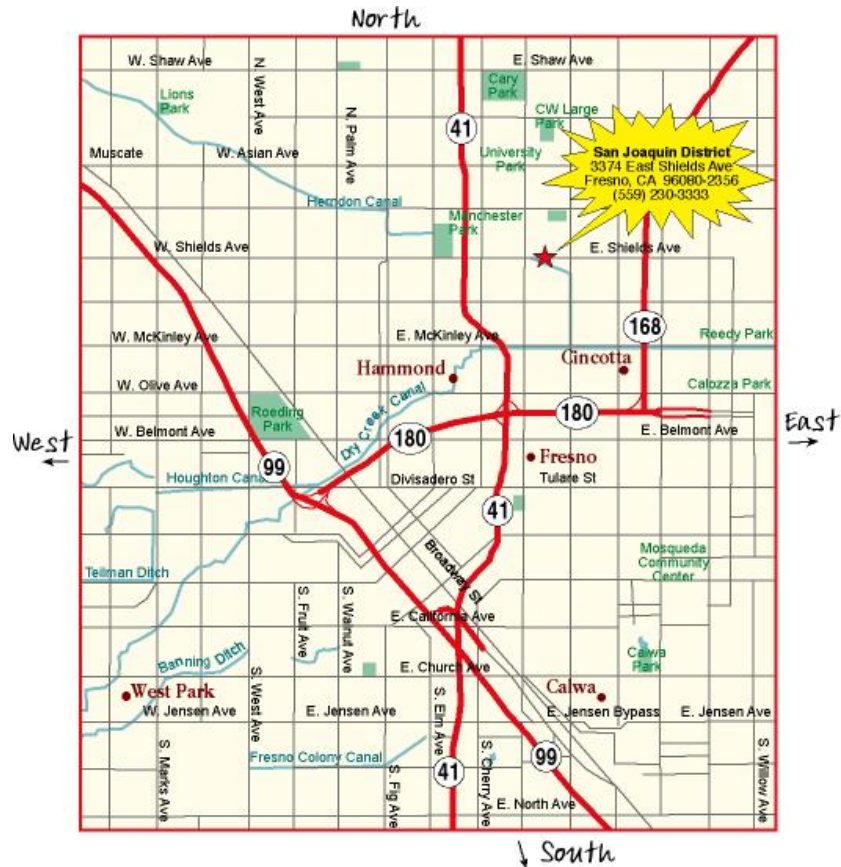 North
W. Shaw Ave
E. Shaw Ave
N. West Ave
Lions
Park
N. Palm Ave
Cary
Park
CW Large
Park
41
Muscate
W. Asian Ave
University
Park
San Joaquin District
3374 East Shields Ave
Fresno, CA 96080-2356
(559) 230-3333
Herndon Canal
Manchester
Park
W. Shields Ave
E. Shields Ave
168
W. McKinley Ave
E. McKinley Ave
Reedy Park
Hammond
Cincotta
W. Olive Ave
Calozza Park
Roeding
Park
Dry Creek Canal
180
180
West
W. Belmont Ave
E. Belmont Ave
East
99
Fresno
Houghton Canal
Divisadero St
Tulare St
41
Broadway St
Mosqueda
Community
Center
Teilman Ditch
S. Fruit Ave
S. Walnut Ave
E. California Ave
Banning Ditch
E. Church Ave
Calwa
Park
West Park
S. West Ave
Calwa
W. Jensen Ave
E. Jensen Ave
S. Elm Ave
E. Jensen Bypass
E. Jensen Ave
S. Marks Ave
Fresno Colony Canal
S. Fig Ave
41
S. Cherry Ave
99
S. Willow Ave
E. North Ave
South